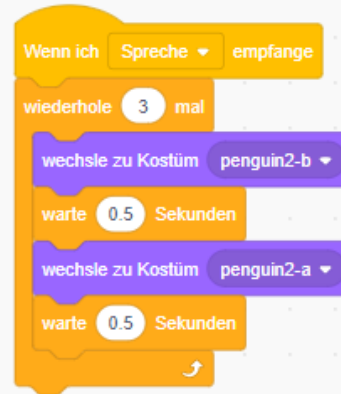 Wenn ich Spreche empfange
wiederhole 3 mal
wechsle zu Kostüm penguin2-b
warte 0.5 Sekunden
wechsle zu Kostüm penguin2-a
warte 0.5 Sekunden